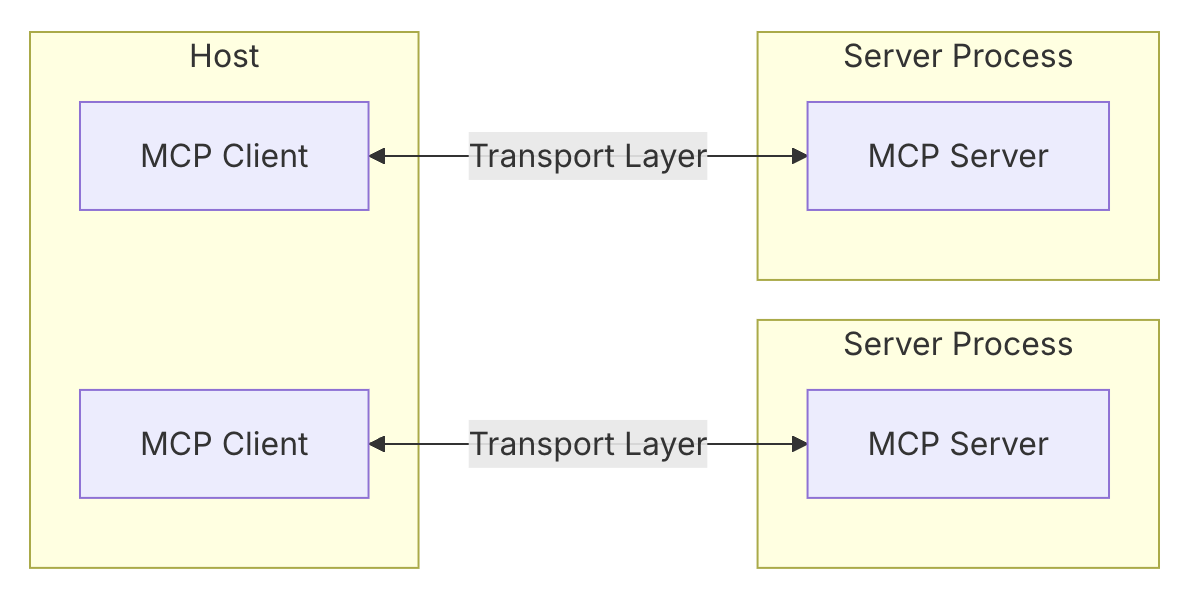 Host
MCP Client
Transport Layer
Server Process
MCP Server
MCP Client
Transport Layer
Server Process
MCP Server